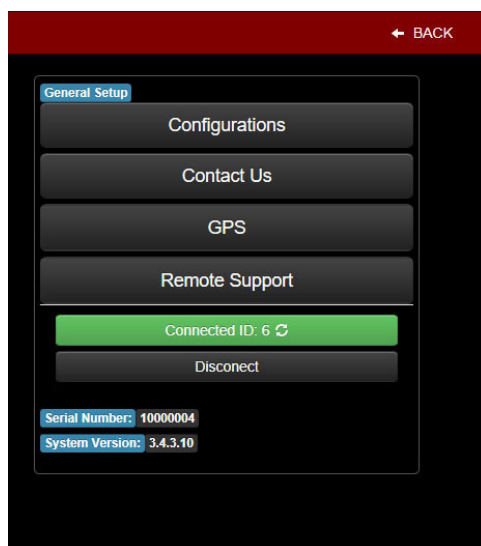 BACK
General Setup
Configurations
Contact Us
GPS
Remote Support
Connected ID: 6
Disconect
Serial Number: 10000004
System Version: 3.4.3.10